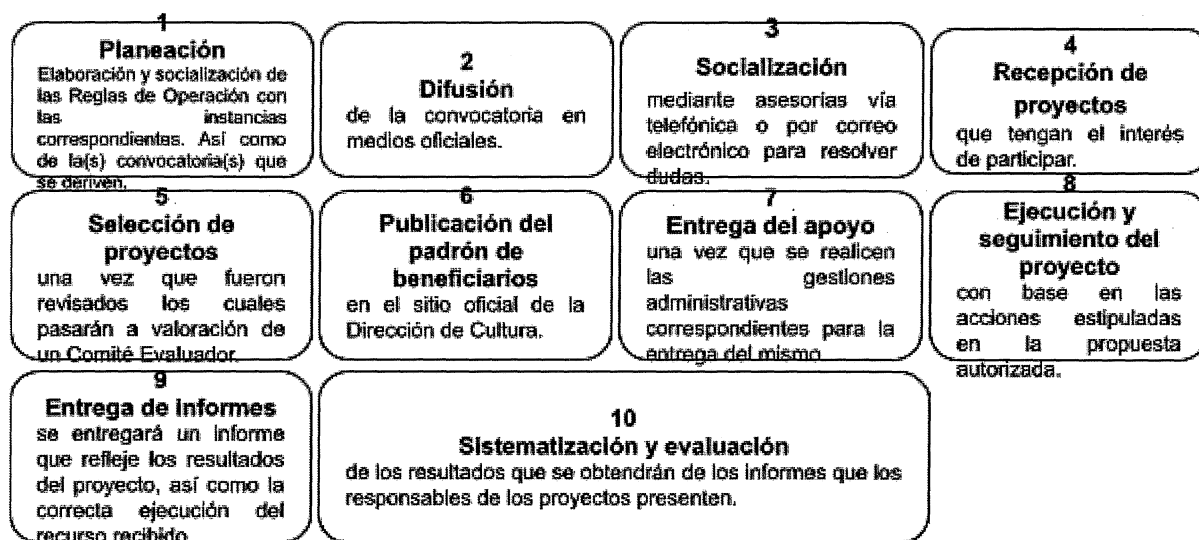 1
Planeación
Elaboración y socialización de
las Reglas de Operación con
las instancias
correspondientes. Así como
de la(s) convocatoria(s) que
se deriven.
2
Difusión
de la convocatoria en
medios oficiales.
3
Socialización
mediante asesorías vía
telefónica o por correo
electrónico para resolver
dudas.
4
Recepción de
proyectos
que tengan el interés
de participar.
5
Selección de
proyectos
una vez que fueron
revisados los cuales
pasarán a valoración de
un Comité Evaluador.
6
Publicación del
padrón de
beneficiarios
en el sitio oficial de la
Dirección de Cultura.
7
Entrega del apoyo
una vez que se realicen
las gestiones
administrativas
correspondientes para la
entrega del mismo
8
Ejecución y
seguimiento del
proyecto
con base en las
acciones estipuladas
en la propuesta
autorizada.
9
Entrega de informes
se entregará un informe
que refleje los resultados
del proyecto, así como la
correcta ejecución del
recurso recibido
10
Sistematización y evaluación
de los resultados que se obtendrán de los informes que los
responsables de los proyectos presenten.